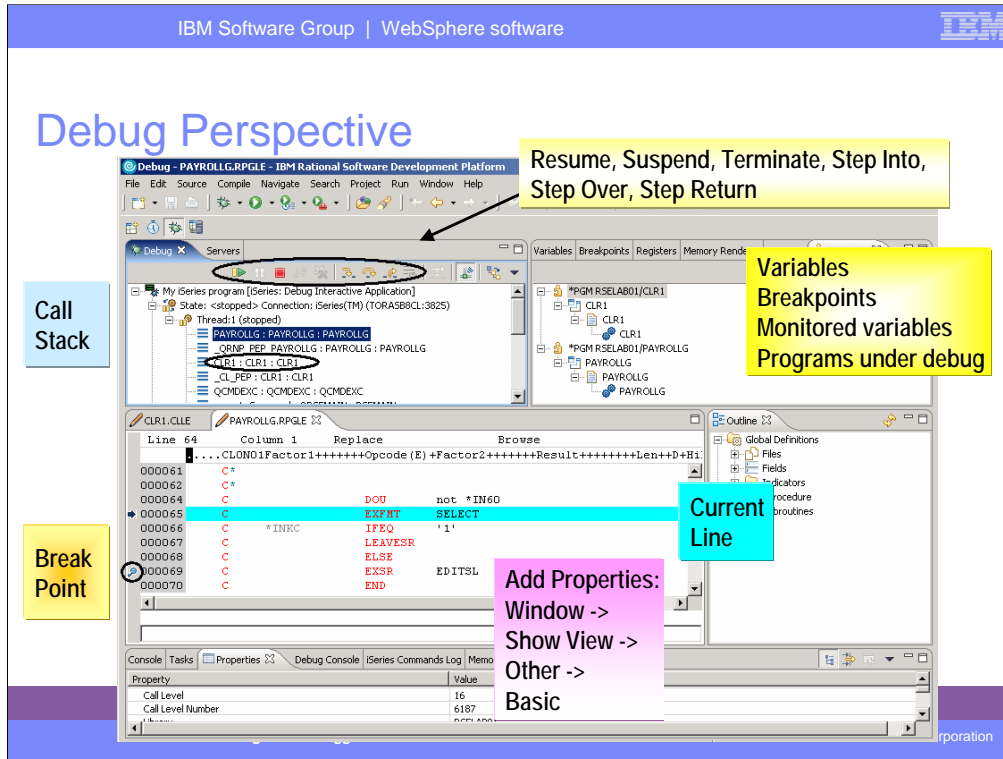 IBM Software Group | WebSphere software
IBM
Debug Perspective
Resume, Suspend, Terminate, Step Into,
Step Over, Step Return
Debug - PAYROLLG.RPGLE - IBM Rational Software Development Platform
File Edit Source Compile Navigate Search Project Run Window Help
Debug Servers
My iSeries program [iSeries: Debug Interactive Application]
State: <stopped> Connection: iSeries(TM) (TORASB8CL:3825)
Thread:1 (stopped)
PAYROLLG : PAYROLLG : PAYROLLG
_QRNP_PEP_PAYROLLG : PAYROLLG : PAYROLLG
CLR1 : CLR1 : CLR1
_CL_PEP : CLR1 : CLR1
QCMDEXC : QCMDEXC : QCMDEXC
Call
Stack
Variables Breakpoints Registers Memory
*PGM RSELAB01/CLR1
CLR1
CLR1
CLR1
*PGM RSELAB01/PAYROLLG
PAYROLLG
PAYROLLG
PAYROLLG
Variables
Breakpoints
Monitored variables
Programs under debug
CLR1.CLLE PAYROLLG.RPGLE
Line 64 Column 1 Replace Browse
.....CL0N01Factor1+++++++Opcode(E)+Factor2+++++++Result++++++++Len++D+Hi
000061 C*
000062 C*
000064 C DOU not *IN60
000065 C EXFMT SELECT
000066 C *INKC IFEQ '1'
000067 C LEAVESR
000068 C ELSE
000069 C EXSR EDITSL
000070 C END
Break
Point
Outline
Global Definitions
Files
Fields
Indicators
Current
Line
Add Properties:
Window ->
Show View ->
Other ->
Basic
Console Tasks Properties Debug Console iSeries Commands Log
Property Value
Call Level 16
Call Level Number 6187